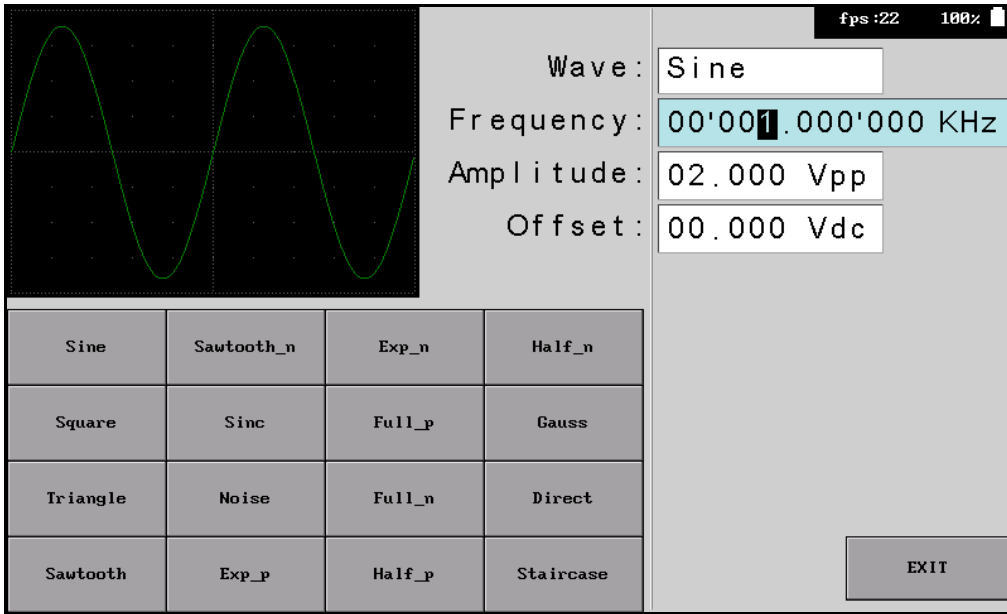 fps:22 100%
Wave: Sine
Frequency: 00'001.000'000 KHz
Amplitude: 02.000 Vpp
Offset: 00.000 Vdc
Sine Sawtooth_n Exp_n Half_n
Square Sinc Full_p Gauss
Triangle Noise Full_n Direct
Sawtooth Exp_p Half_p Staircase
EXIT